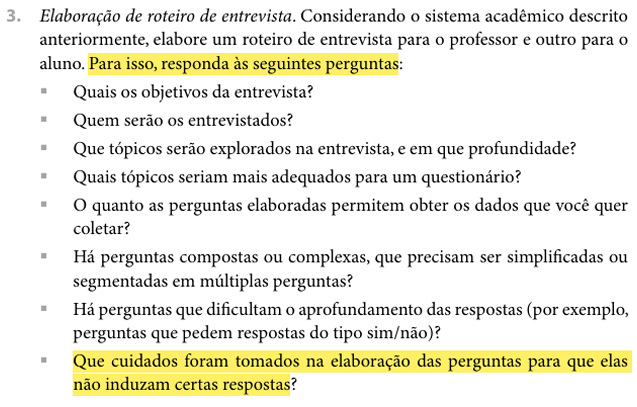 3. Elaboração de roteiro de entrevista. Considerando o sistema acadêmico descrito
anteriormente, elabore um roteiro de entrevista para o professor e outro para o
aluno. Para isso, responda às seguintes perguntas:
▪ Quais os objetivos da entrevista?
▪ Quem serão os entrevistados?
▪ Que tópicos serão explorados na entrevista, e em que profundidade?
▪ Quais tópicos seriam mais adequados para um questionário?
▪ O quanto as perguntas elaboradas permitem obter os dados que você quer
coletar?
▪ Há perguntas compostas ou complexas, que precisam ser simplificadas ou
segmentadas em múltiplas perguntas?
▪ Há perguntas que dificultam o aprofundamento das respostas (por exemplo,
perguntas que pedem respostas do tipo sim/não)?
▪ Que cuidados foram tomados na elaboração das perguntas para que elas
não induzam certas respostas?